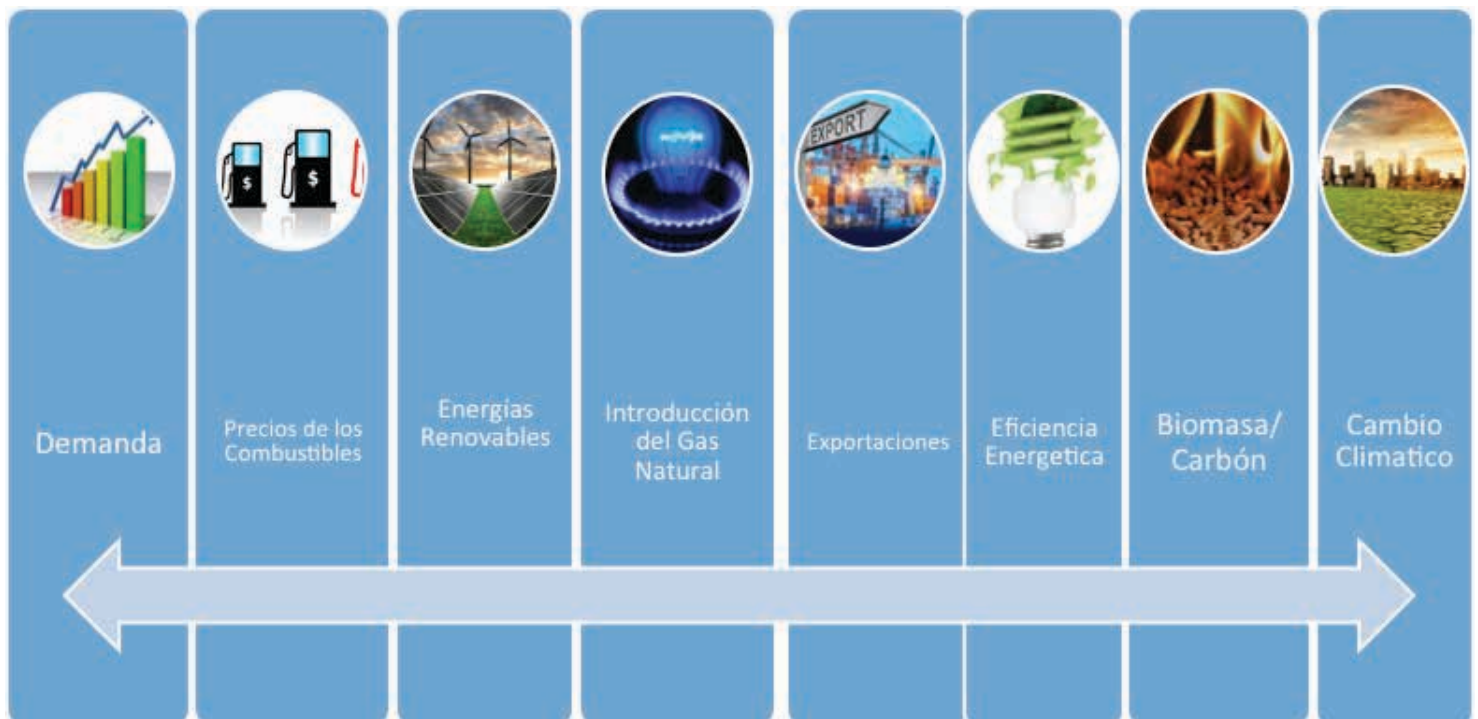 Demanda
Precios de los
Combustibles
Energías
Renovables
Introducción
del Gas
Natural
Exportaciones
Eficiencia
Energetica
Biomasa/
Carbón
Cambio
Climatico
$
$
EXPORT